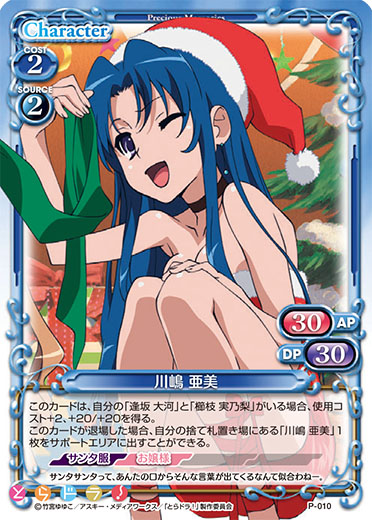 Precious Memories
Character
COST
2
SOURCE
2
30 AP
DP 30
川嶋 亜美
このカードは、自分の「逢坂 大河」と「櫛枝 実乃梨」がいる場合、使用コ
スト+2、+20/+20を得る。
このカードが退場した場合、自分の捨て札置き場にある「川嶋 亜美」1
枚をサポートエリアに出すことができる。
サンタ服 お嬢様
サンタサンタって、あんたの口からそんな言葉が出てくるなんて似合わねー。
とらドラ!
P-010
©竹宮ゆゆこ/アスキー・メディアワークス/「とらドラ!」製作委員会